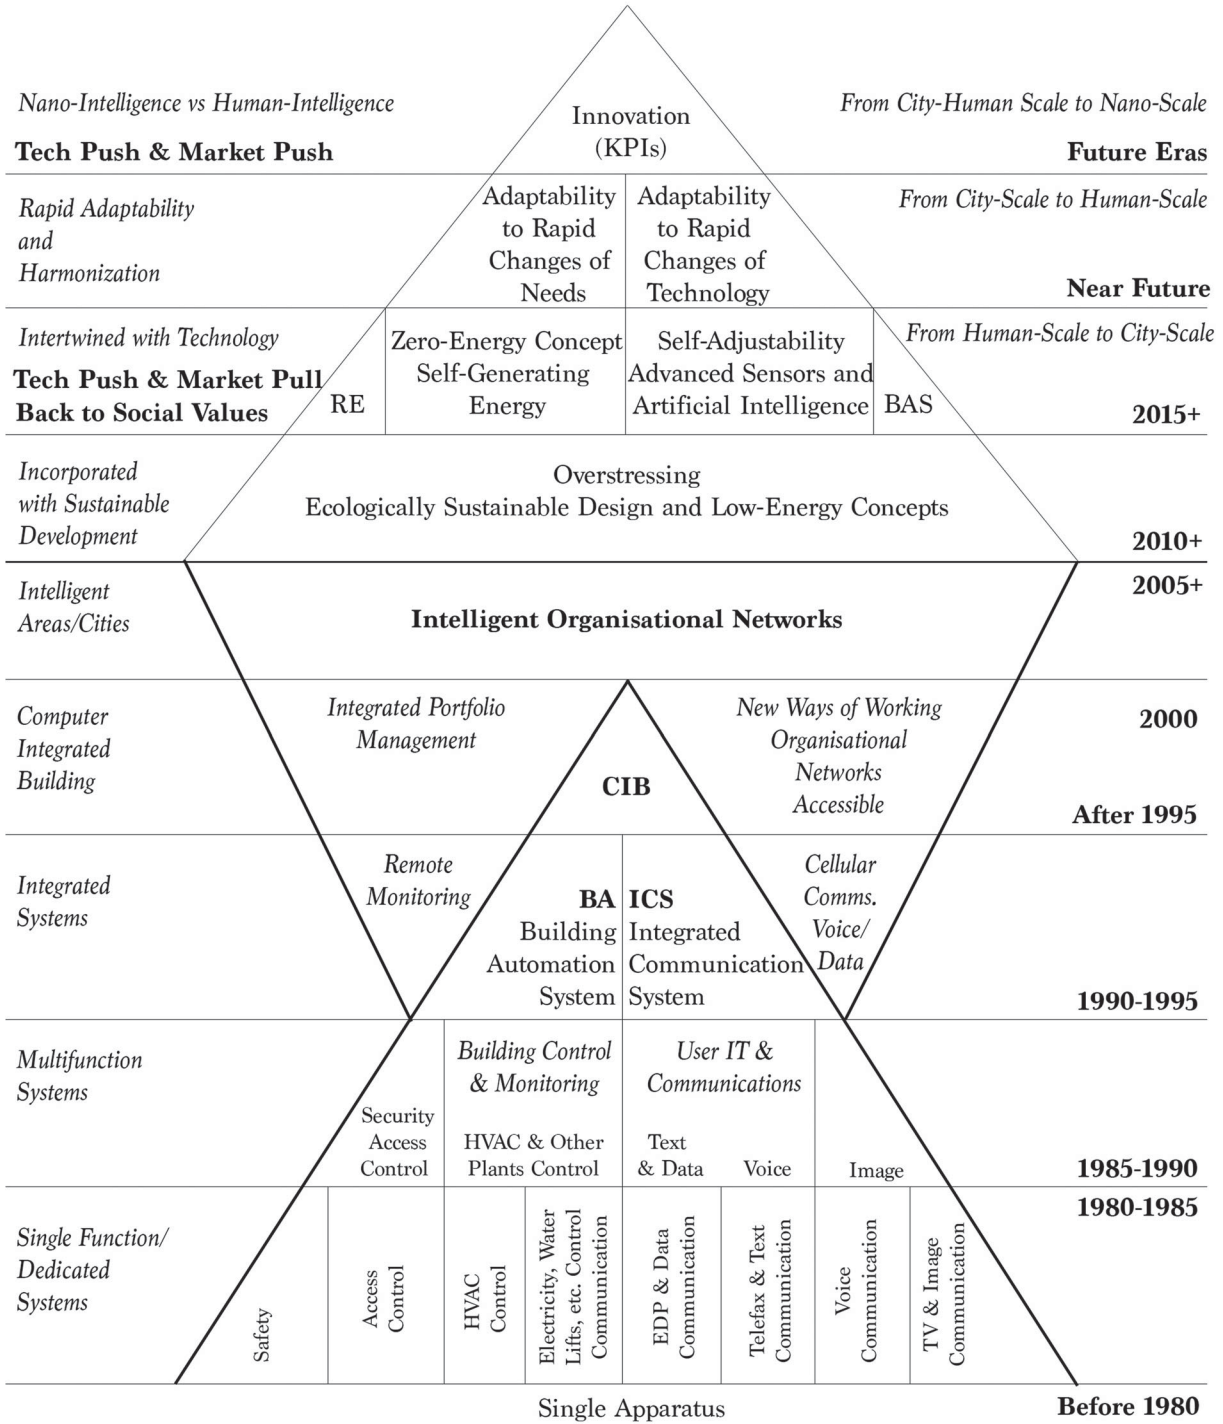 Nano-Intelligence vs Human-Intelligence
Tech Push & Market Push
Innovation
(KPIs)
From City-Human Scale to Nano-Scale
Future Eras
Rapid Adaptability
and
Harmonization
Adaptability
to Rapid
Changes of
Needs
Adaptability
to Rapid
Changes of
Technology
From City-Scale to Human-Scale
Near Future
Intertwined with Technology
Tech Push & Market Pull
Back to Social Values
RE
Zero-Energy Concept
Self-Generating
Energy
Self-Adjustability
Advanced Sensors and
Artificial Intelligence
BAS
From Human-Scale to City-Scale
2015+
Incorporated
with Sustainable
Development
Overstressing
Ecologically Sustainable Design and Low-Energy Concepts
2010+
Intelligent
Areas/Cities
Intelligent Organisational Networks
2005+
Computer
Integrated
Building
Integrated Portfolio
Management
CIB
New Ways of Working
Organisational
Networks
Accessible
2000
After 1995
Integrated
Systems
Remote
Monitoring
BA
Building
Automation
System
ICS
Integrated
Communication
System
Cellular
Comms.
Voice/
Data
1990-1995
Multifunction
Systems
Security
Access
Control
Building Control
& Monitoring
HVAC & Other
Plants Control
User IT &
Communications
Text
& Data
Voice
Image
1985-1990
1980-1985
Single Function/
Dedicated
Systems
Safety
Access
Control
HVAC
Control
Electricity, Water
Lifts, etc. Control
Communication
EDP & Data
Communication
Telefax & Text
Communication
Voice
Communication
TV & Image
Communication
Single Apparatus
Before 1980